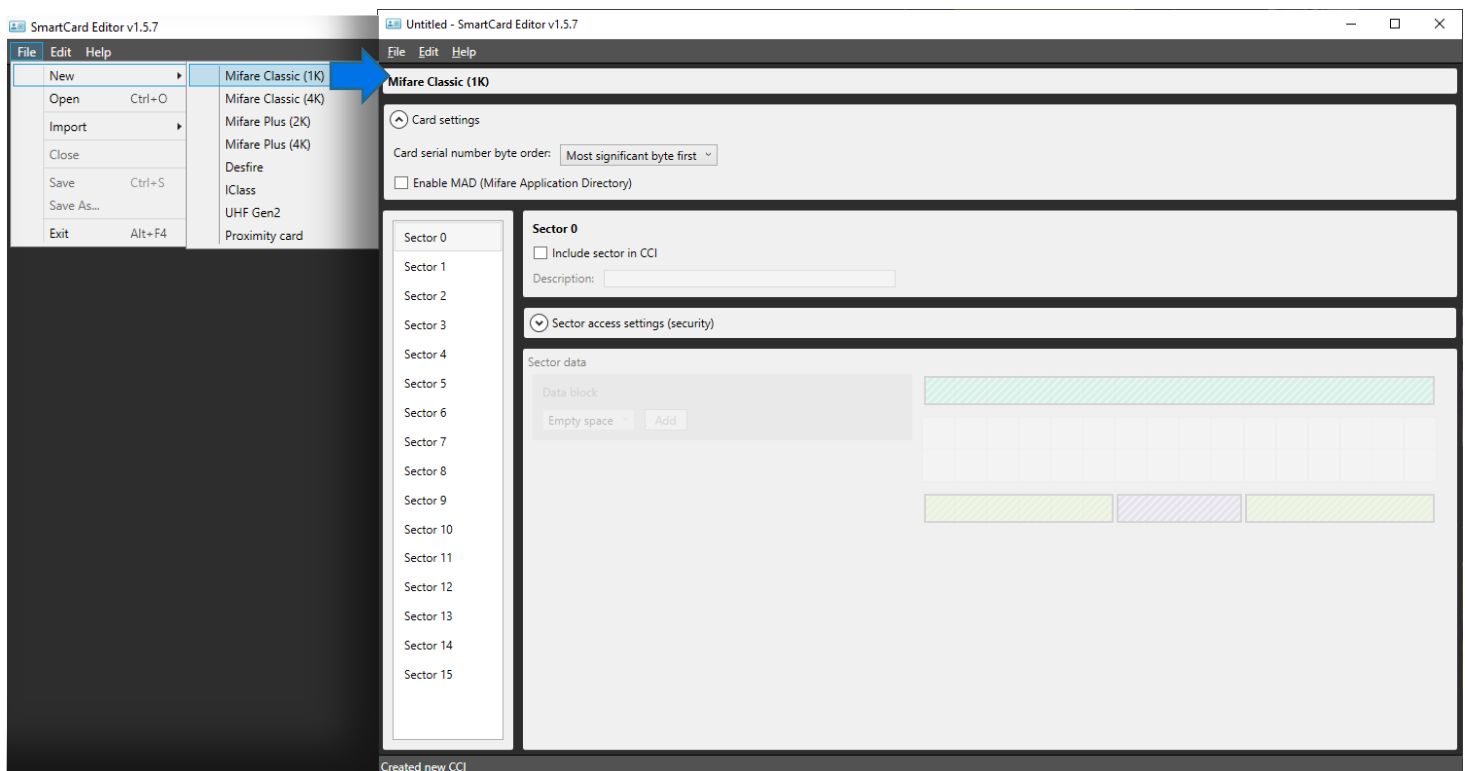 SmartCard Editor v1.5.7
File Edit Help
New
Open Ctrl+O
Import
Close
Save Ctrl+S
Save As...
Exit Alt+F4
Mifare Classic (1K)
Mifare Classic (4K)
Mifare Plus (2K)
Mifare Plus (4K)
Desfire
IClass
UHF Gen2
Proximity card
Untitled - SmartCard Editor v1.5.7
File Edit Help
Mifare Classic (1K)
Card settings
Card serial number byte order: Most significant byte first
Enable MAD (Mifare Application Directory)
Sector 0
Sector 1
Sector 2
Sector 3
Sector 4
Sector 5
Sector 6
Sector 7
Sector 8
Sector 9
Sector 10
Sector 11
Sector 12
Sector 13
Sector 14
Sector 15
Sector 0
Include sector in CCI
Description:
Sector access settings (security)
Sector data
Data block
Empty space Add
Created new CCI